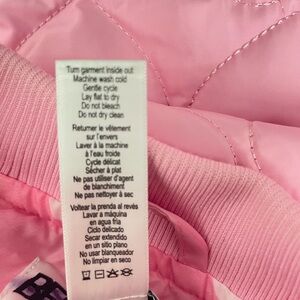 Turn garment inside out
Machine wash cold
Gentle cycle
Lay flat to dry
Do not bleach
Do not dry clean
Retourner le vêtement
sur l'envers
Laver à la machine
à l'eau froide
Cycle délicat
Sécher à plat
Ne pas utiliser d'agent
de blanchiment
Ne pas nettoyer à sec
Voltear la prenda al revés
Lavar a máquina
en agua fría
Ciclo delicado
Secar extendido
en un sitio plano
No usar blanqueador
No limpiar en seco
BE